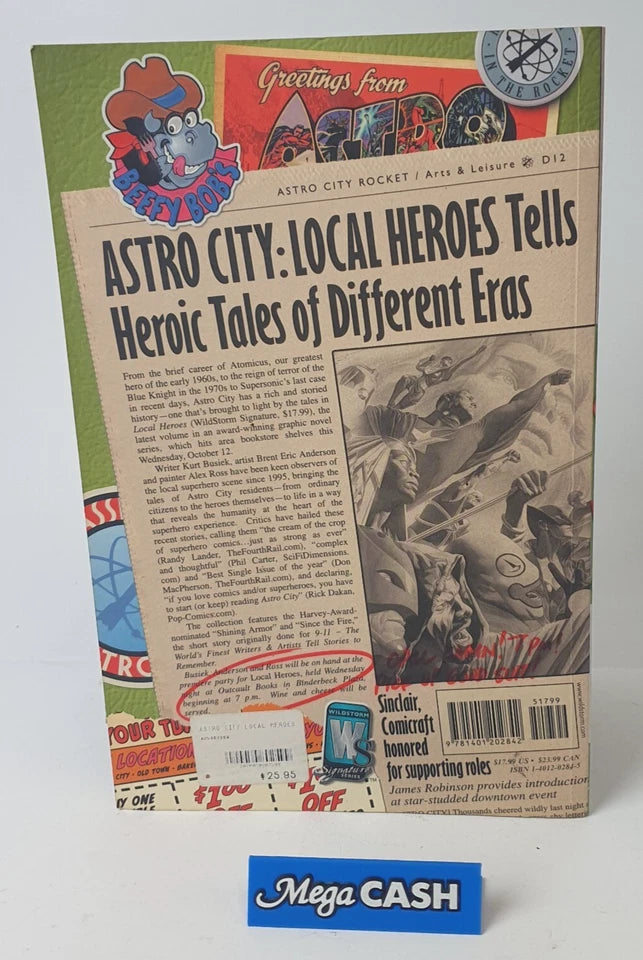 Greetings from
ASTRO
IN THE ROCKET
BEEFY BOB'S
ASTRO CITY ROCKET / Arts & Leisure D12
ASTRO CITY: LOCAL HEROES Tells
Heroic Tales of Different Eras
From the brief career of Atomicus, our greatest
hero of the early 1960s, to the reign of terror of the
Blue Knight in the 1970s to Supersonic's last case
in recent days, Astro City has a rich and storied
history—one that's brought to light by the tales in
Local Heroes (WildStorm Signature, $17.99), the
latest volume in an award-winning graphic novel
series, which hits area bookstore shelves this
Wednesday, October 12.
Writer Kurt Busiek, artist Brent Eric Anderson
and painter Alex Ross have been keen observers of
the local superhero scene since 1995, bringing the
tales of Astro City residents—from ordinary
citizens to the heroes themselves—to life in a way
that reveals the humanity at the heart of the
superhero experience. Critics have hailed these
recent stories, calling them "the cream of the crop
of superhero comics...just as strong as ever"
(Randy Lander, TheFourthRail.com), "complex
and thoughtful" (Phil Carter, SciFiDimensions.
com) and "Best Single Issue of the year" (Don
MacPherson, TheFourthRail.com), and declaring,
"if you love comics and/or superheroes, you have
to start (or keep) reading Astro City" (Rick Dakan,
Pop-Comics.com).
The collection features the Harvey-Award-
nominated "Shining Armor" and "Since the Fire,"
the short story originally done for 9-11 – The
World's Finest Writers & Artists Tell Stories to
Remember.
Busiek, Anderson and Ross will be on hand at the
premiere party for Local Heroes, held Wednesday
night at Outcault Books in Binderbeck Plaza,
beginning at 7 p.m. Wine and cheese will be
served.
Sinclair,
Comicraft
honored
for supporting roles
James Robinson provides introduction
at star-studded downtown event
51799
9 781401 202842
$17.99 US • $23.99 CAN
ISBN 1-4012-0284-5
www.wildstorm.com
ASTRO CITY LOCAL HEROES
$25.95
WILDSTORM
WS
Signature
SERIES
YOUR
LOCATION
CITY • OLD TOWN
$1.00
OFF
Mega CASH